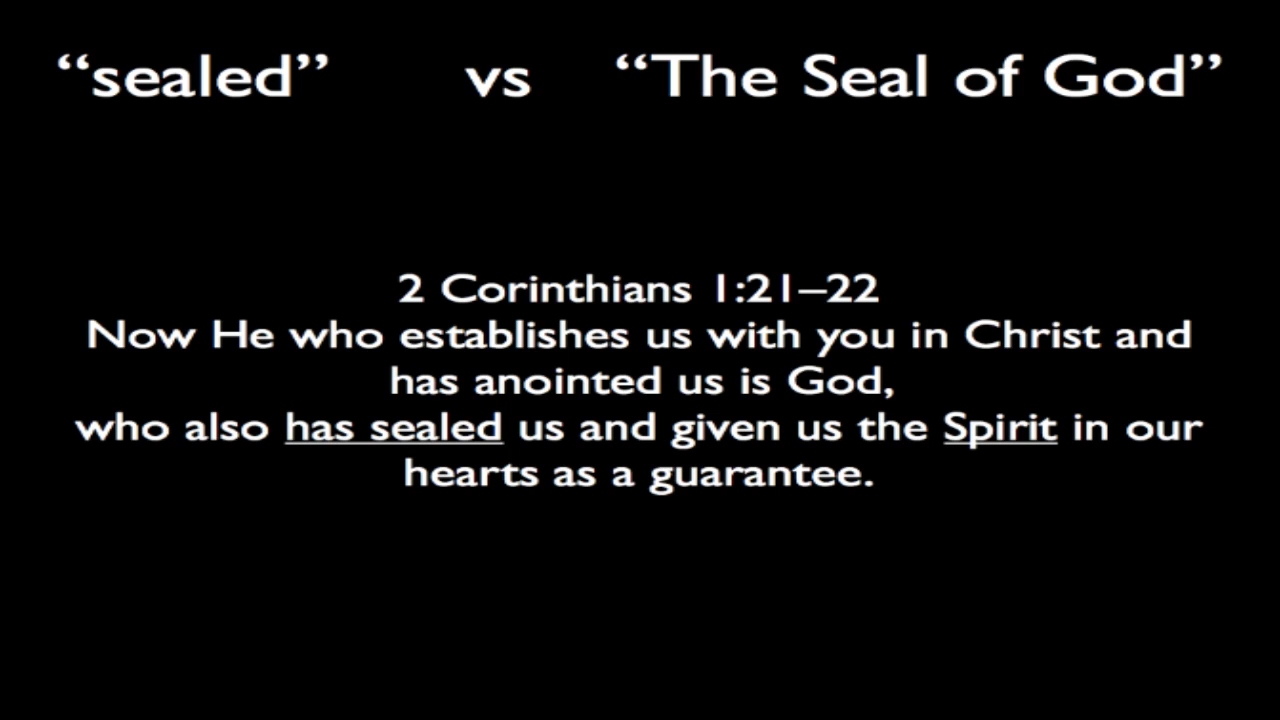 “sealed” vs “The Seal of God”
2 Corinthians 1:21–22
Now He who establishes us with you in Christ and
has anointed us is God,
who also has sealed us and given us the Spirit in our
hearts as a guarantee.